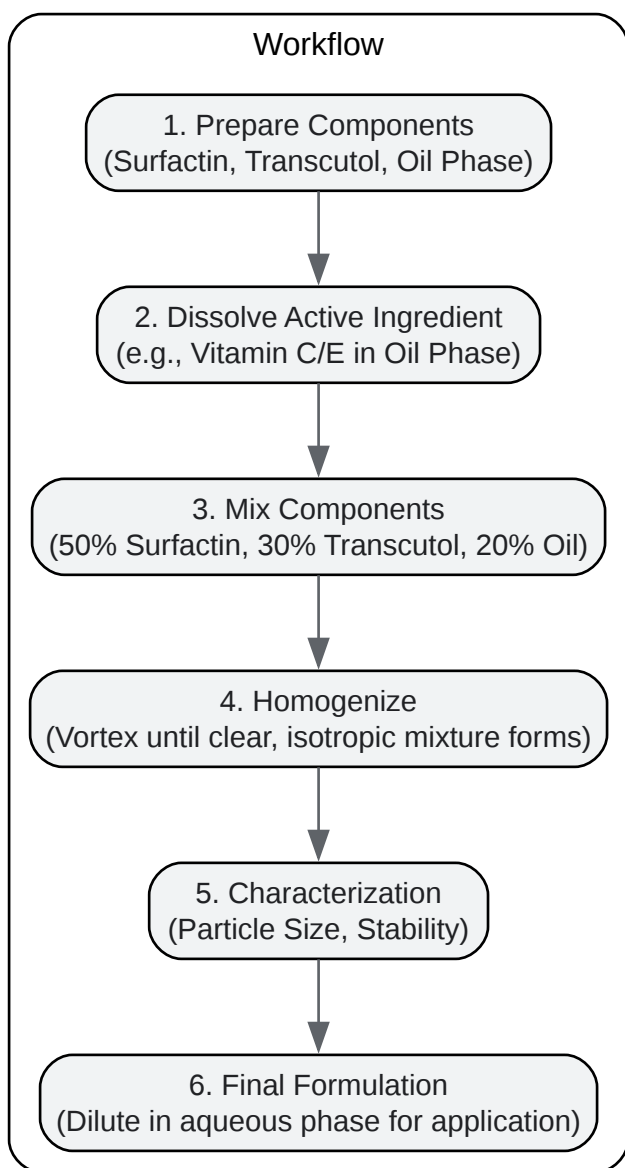 Workflow
1. Prepare Components
(Surfactin, Transcutol, Oil Phase)
2. Dissolve Active Ingredient
(e.g., Vitamin C/E in Oil Phase)
3. Mix Components
(50% Surfactin, 30% Transcutol, 20% Oil)
4. Homogenize
(Vortex until clear, isotropic mixture forms)
5. Characterization
(Particle Size, Stability)
6. Final Formulation
(Dilute in aqueous phase for application)